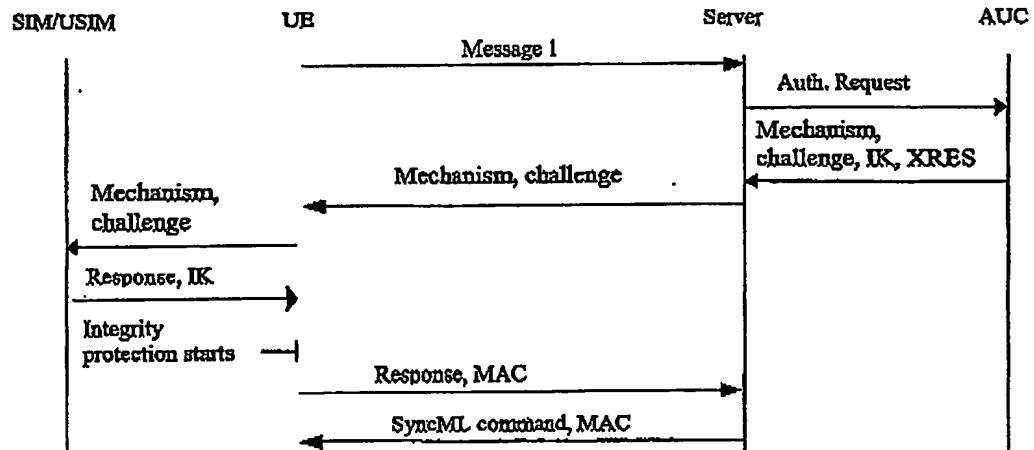 SIM/USIM UE Server AUC
Message 1
Auth. Request
Mechanism,
challenge, IK, XRES
Mechanism, challenge
Mechanism,
challenge
Response, IK
Integrity
protection starts
Response, MAC
SyncML command, MAC